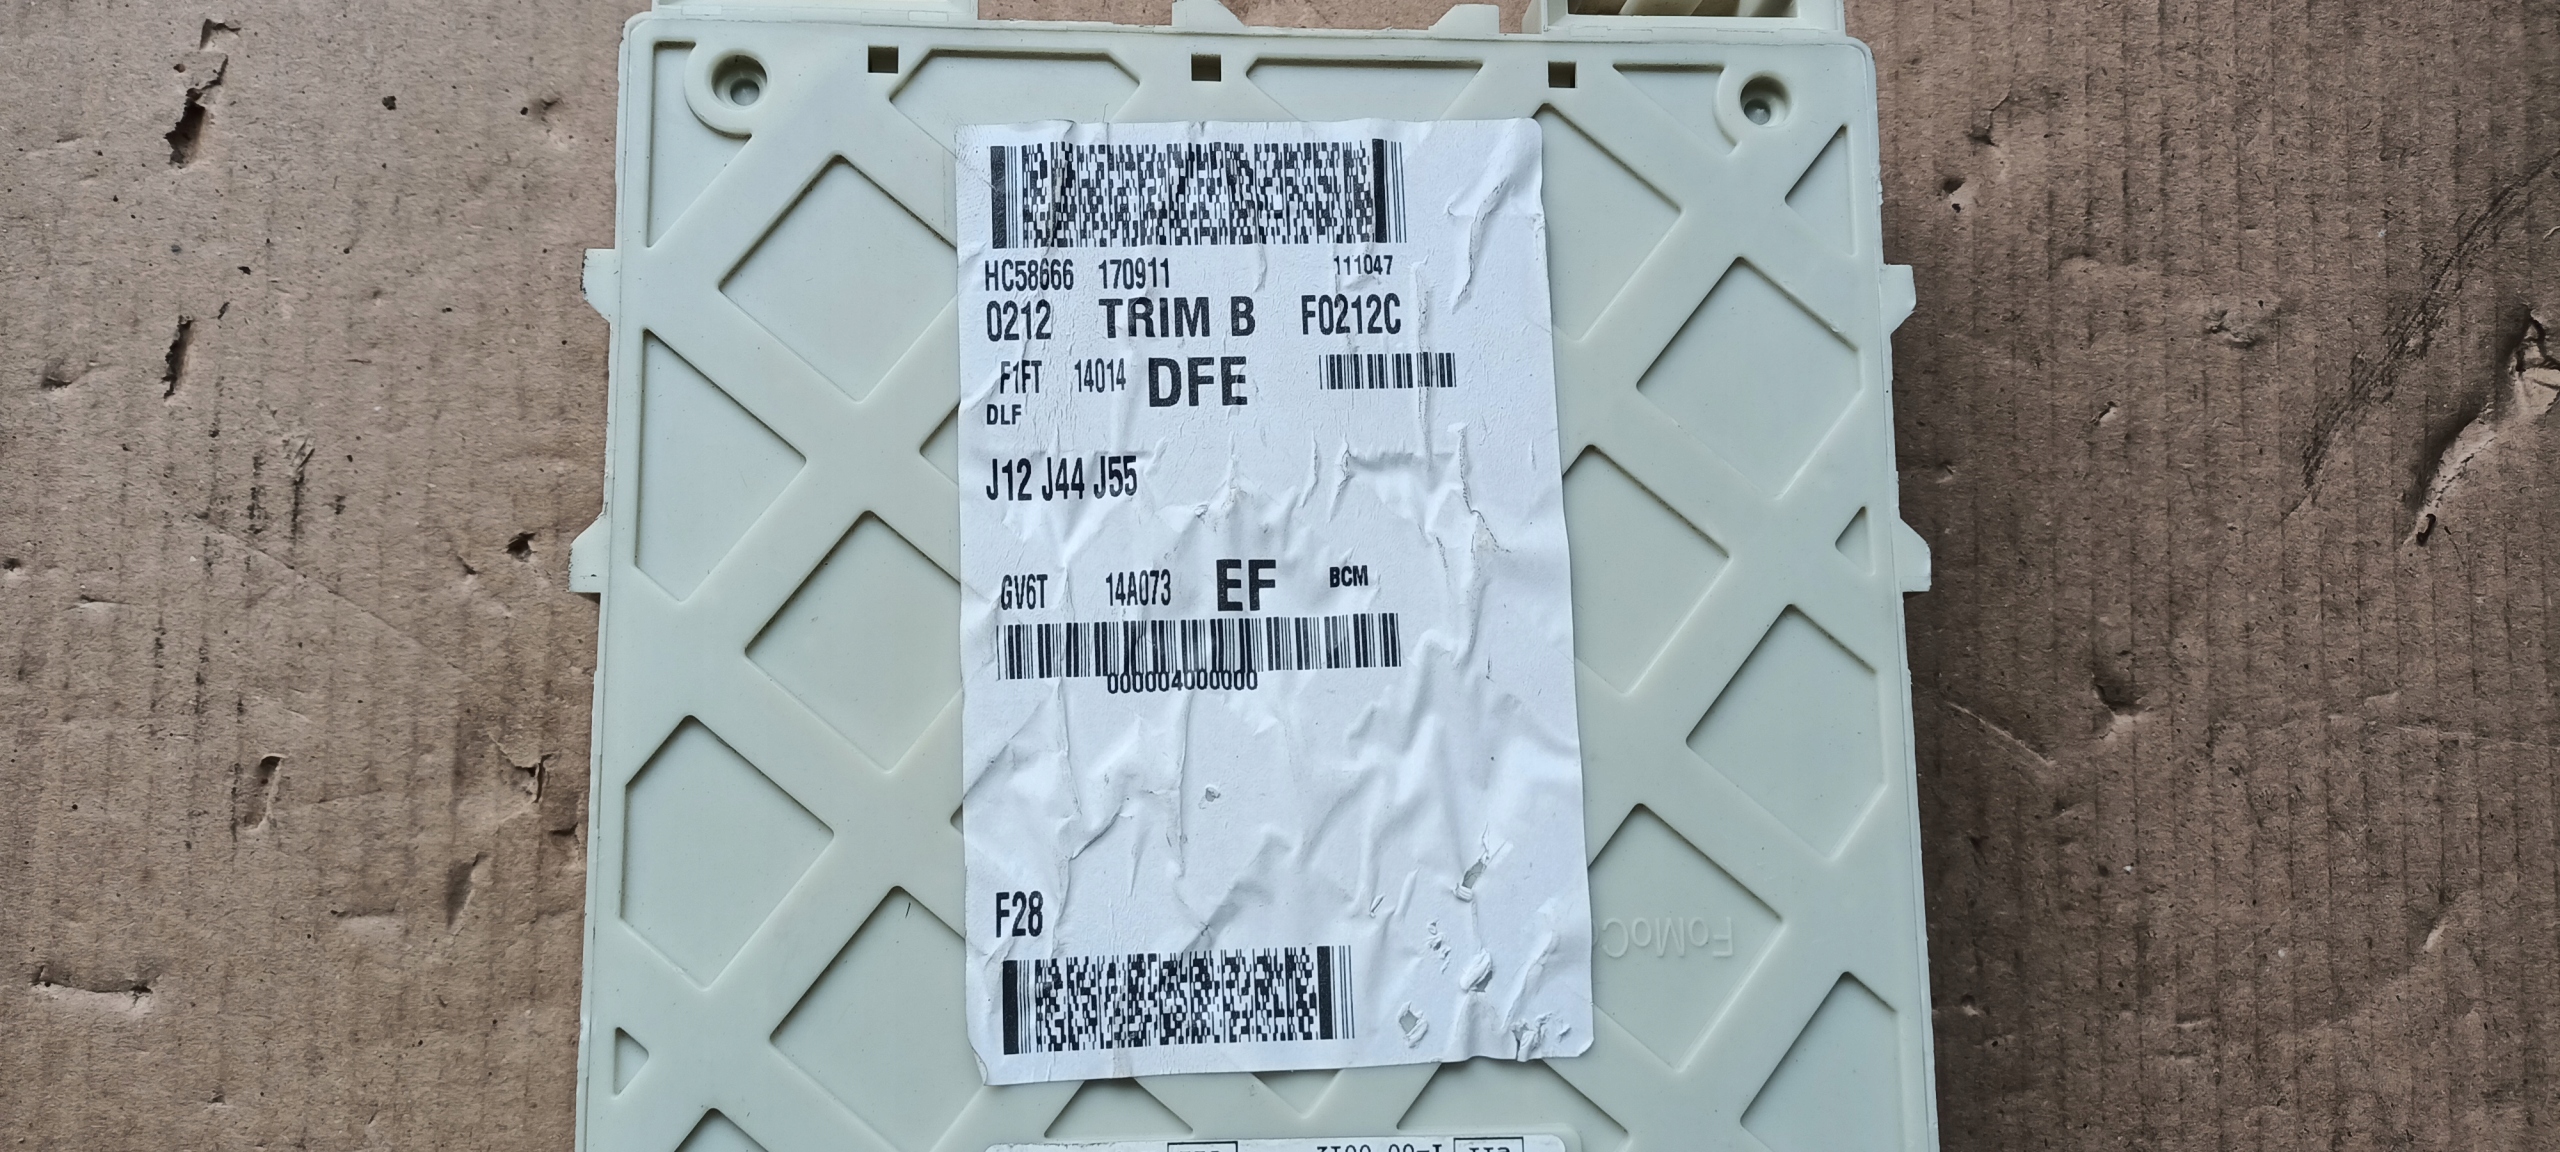 HC58666 170911 111047
0212 TRIM B F0212C
F1FT 14014 DFE
DLF
J12 J44 J55
GV6T 14A073 EF BCM
000004000000
F28
FoMoC